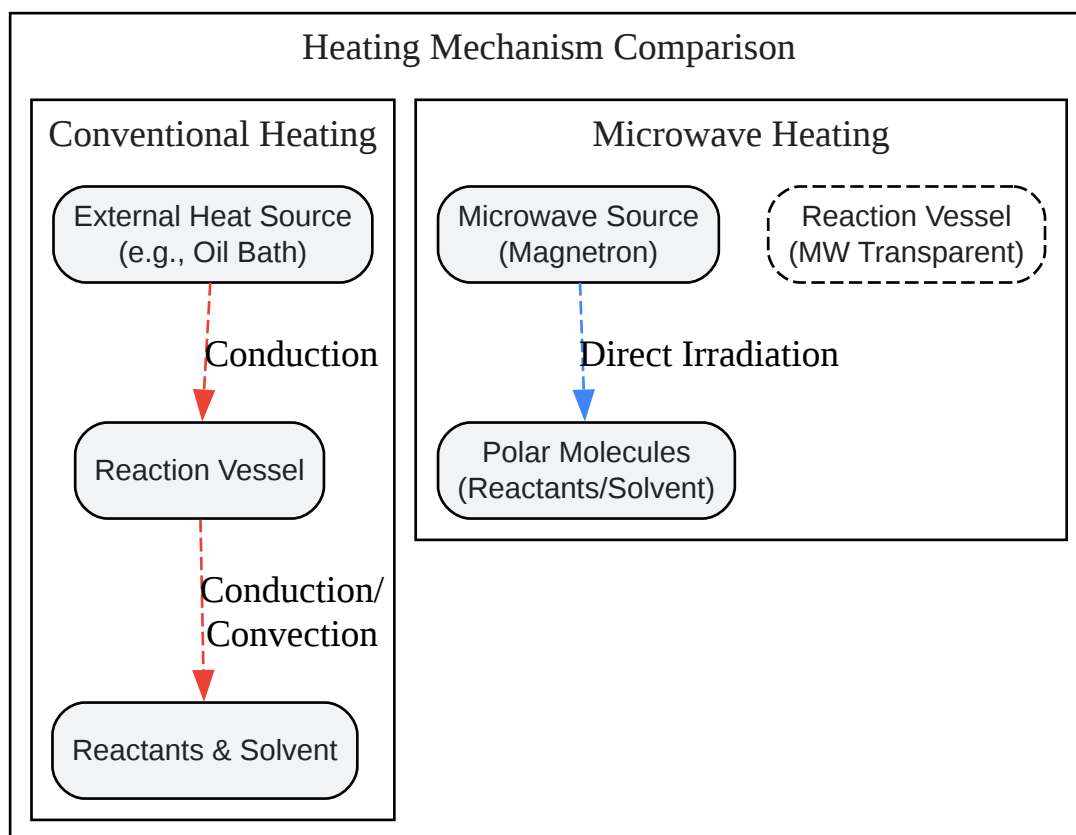 Heating Mechanism Comparison
Conventional Heating
External Heat Source
(e.g., Oil Bath)
Conduction
Reaction Vessel
Conduction/
Convection
Reactants & Solvent
Microwave Heating
Microwave Source
(Magnetron)
Reaction Vessel
(MW Transparent)
Direct Irradiation
Polar Molecules
(Reactants/Solvent)